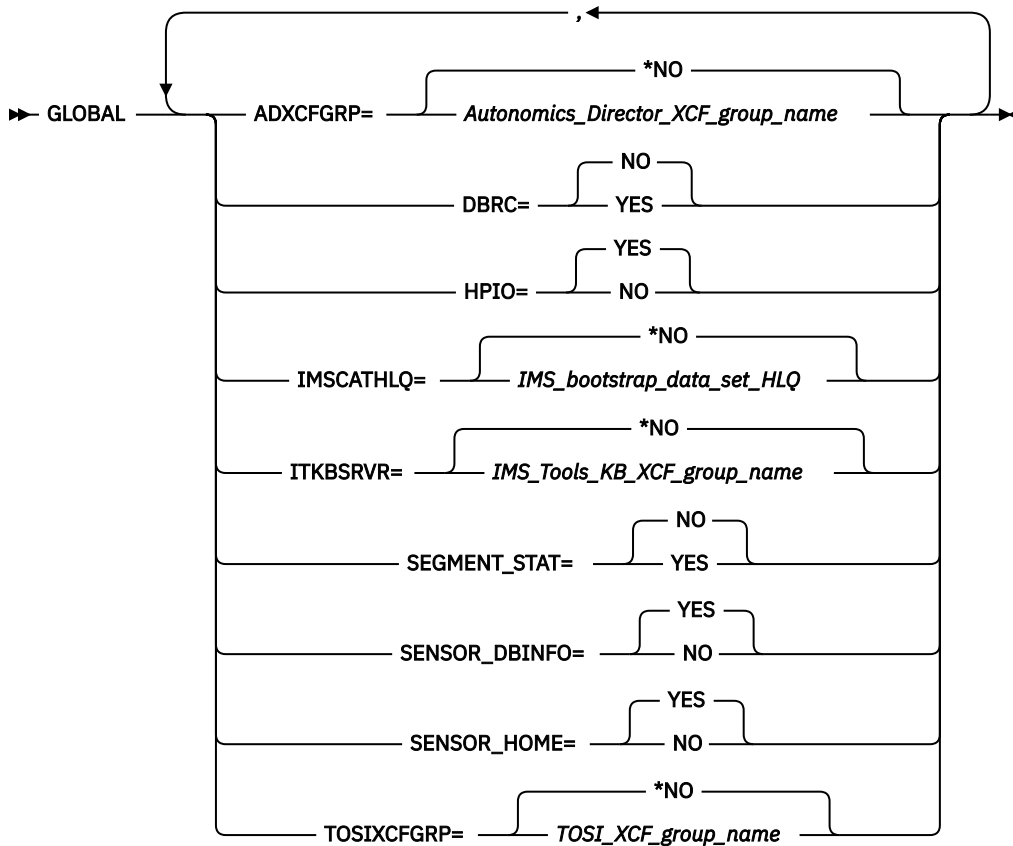 ,
*NO
GLOBAL ADXCFGRP= Autonomics_Director_XCF_group_name
NO
DBRC= YES
YES
HPIO= NO
*NO
IMSCATHLQ= IMS_bootstrap_data_set_HLQ
*NO
ITKBSRVR= IMS_Tools_KB_XCF_group_name
NO
SEGMENT_STAT= YES
YES
SENSOR_DBINFO= NO
YES
SENSOR_HOME= NO
*NO
TOSIXCFGRP= TOSI_XCF_group_name